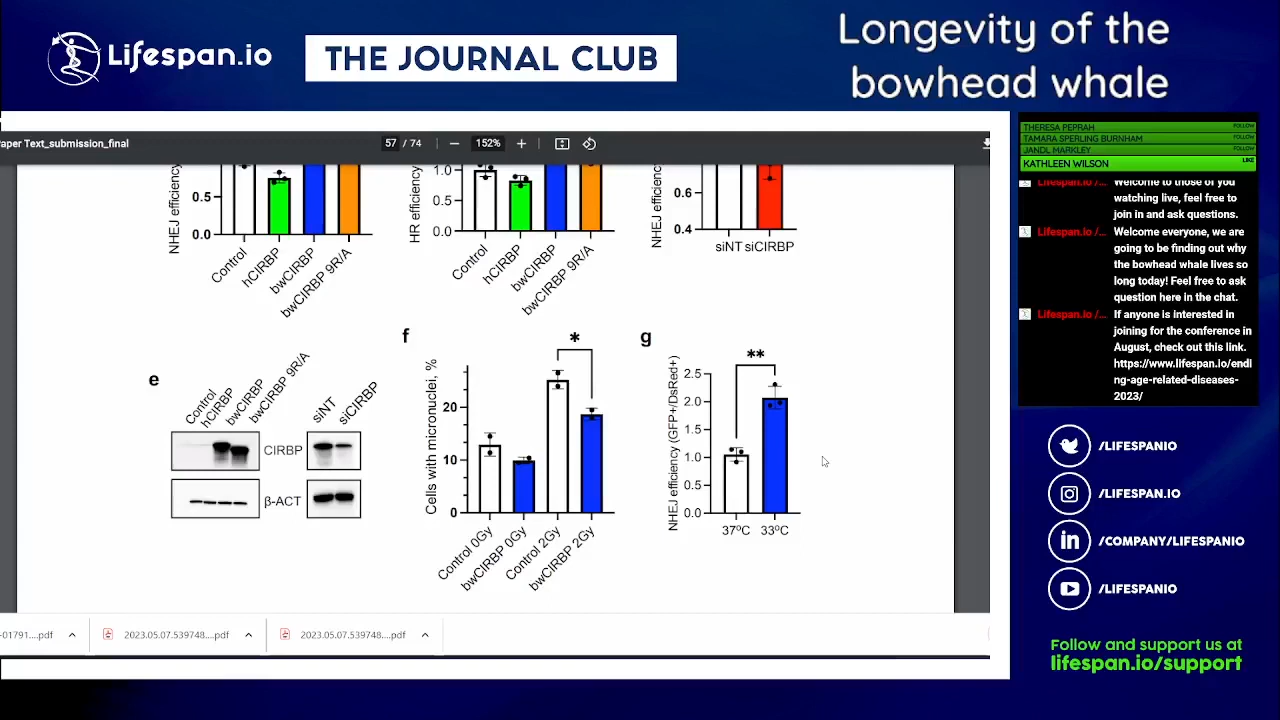 Lifespan.io
THE JOURNAL CLUB
Longevity of the
bowhead whale
aper Text_submission_final
57 / 74
152%
NHEJ efficiency
0.5
0.0
Control
hCIRBP
bwCIRBP
bwCIRBP 9R/A
HR efficiency
1.0
0.5
0.0
Control
hCIRBP
bwCIRBP
bwCIRBP 9R/A
NHEJ efficiency
0.6
0.4
siNT siCIRBP
e
Control
hCIRBP
bwCIRBP
bwCIRBP 9R/A
siNT
siCIRBP
CIRBP
β-ACT
f
Cells with micronuclei, %
*
20
10
0
Control 0Gy
bwCIRBP 0Gy
Control 2Gy
bwCIRBP 2Gy
g
NHEJ efficiency (GFP+/DsRed+)
**
2.5
2.0
1.5
1.0
0.5
0.0
37ºC 33ºC
-01791....pdf
2023.05.07.539748....pdf
2023.05.07.539748....pdf
THERESA PEPRAH FOLLOW
TAMARA SPERLING BURNHAM FOLLOW
JANDL MARKLEY FOLLOW
KATHLEEN WILSON LIKE
Lifespan.io /... Welcome to those of you
watching live, feel free to
join in and ask questions.
Lifespan.io /... Welcome everyone, we are
going to be finding out why
the bowhead whale lives so
long today! Feel free to ask
question here in the chat.
Lifespan.io /... If anyone is interested in
joining for the conference in
August, check out this link.
https://www.lifespan.io/endi
ng-age-related-diseases-
2023/
/LIFESPANIO
/LIFESPAN.IO
/COMPANY/LIFESPANIO
/LIFESPANIO
Follow and support us at
lifespan.io/support